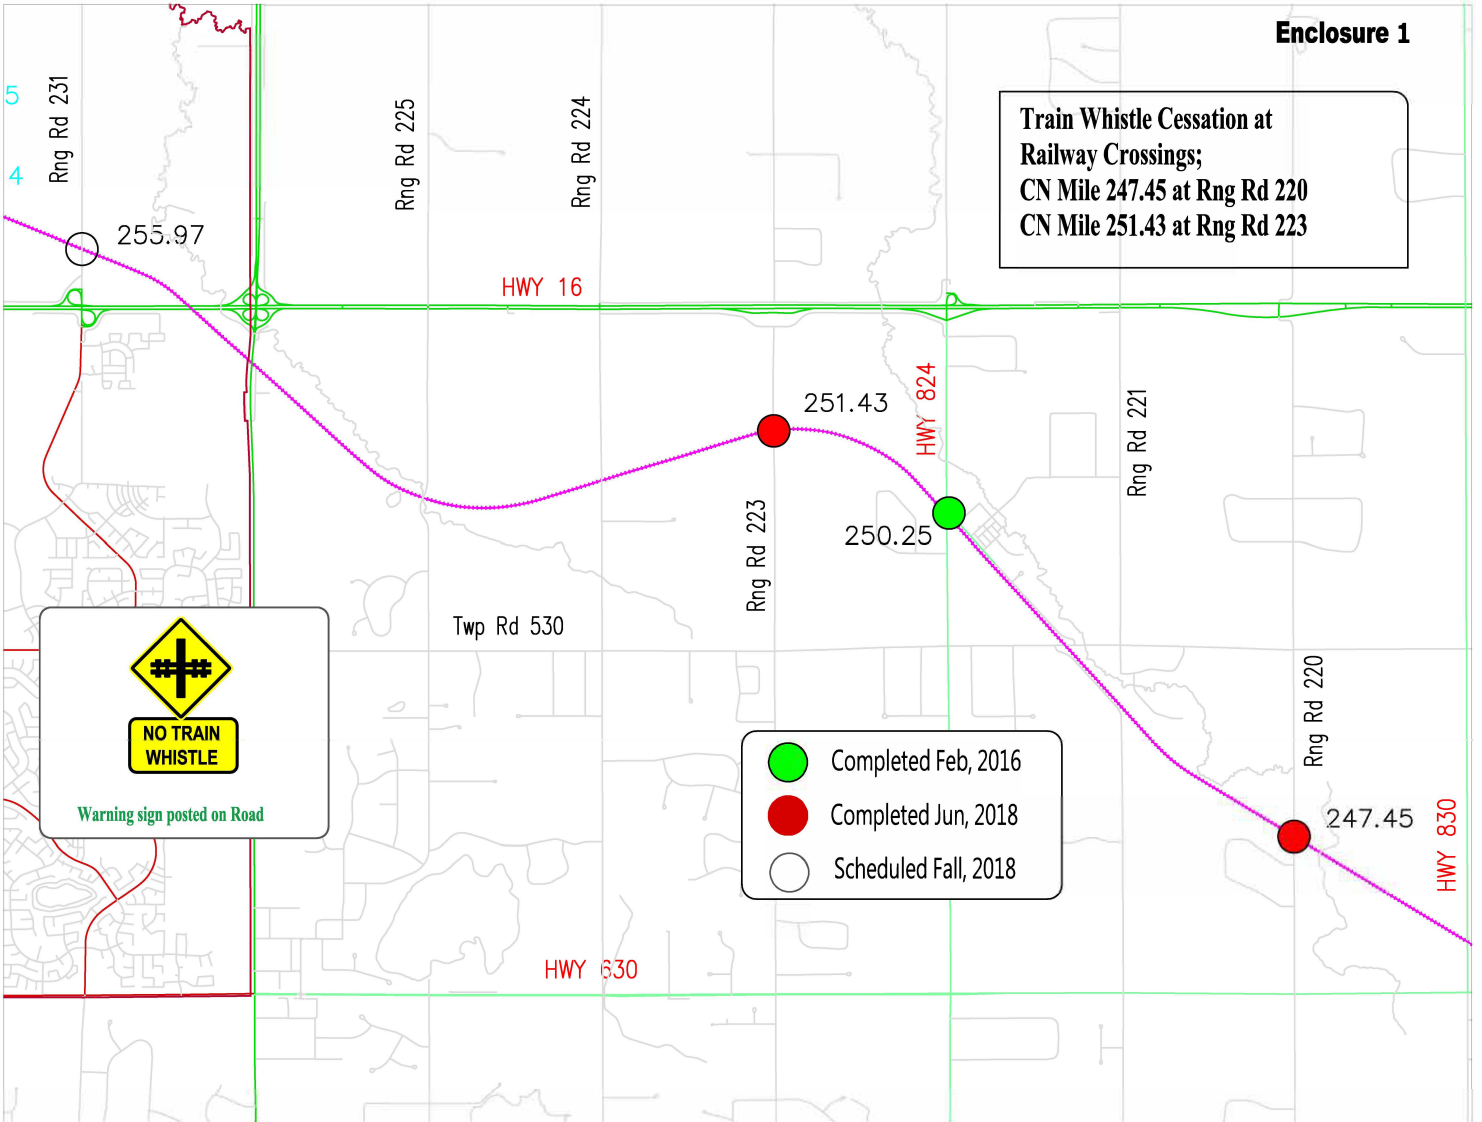 Enclosure 1
Train Whistle Cessation at
Railway Crossings;
CN Mile 247.45 at Rng Rd 220
CN Mile 251.43 at Rng Rd 223
5
4
Rng Rd 231
Rng Rd 225
Rng Rd 224
255.97
HWY 16
251.43
HWY 824
Rng Rd 221
250.25
Rng Rd 223
Twp Rd 530
NO TRAIN
WHISTLE
Warning sign posted on Road
Rng Rd 220
Completed Feb, 2016
Completed Jun, 2018
Scheduled Fall, 2018
247.45
HWY 830
HWY 630